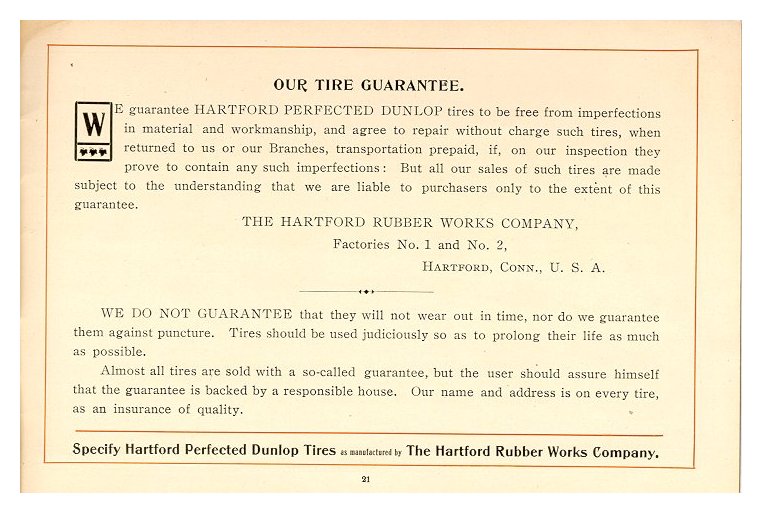 OUR TIRE GUARANTEE.
WE guarantee HARTFORD PERFECTED DUNLOP tires to be free from imperfections
in material and workmanship, and agree to repair without charge such tires, when
returned to us or our Branches, transportation prepaid, if, on our inspection they
prove to contain any such imperfections: But all our sales of such tires are made
subject to the understanding that we are liable to purchasers only to the extent of this
guarantee.
THE HARTFORD RUBBER WORKS COMPANY,
Factories No. 1 and No. 2,
HARTFORD, CONN., U. S. A.
WE DO NOT GUARANTEE that they will not wear out in time, nor do we guarantee
them against puncture. Tires should be used judiciously so as to prolong their life as much
as possible.
Almost all tires are sold with a so-called guarantee, but the user should assure himself
that the guarantee is backed by a responsible house. Our name and address is on every tire,
as an insurance of quality.
Specify Hartford Perfected Dunlop Tires as manufactured by The Hartford Rubber Works Company.
21